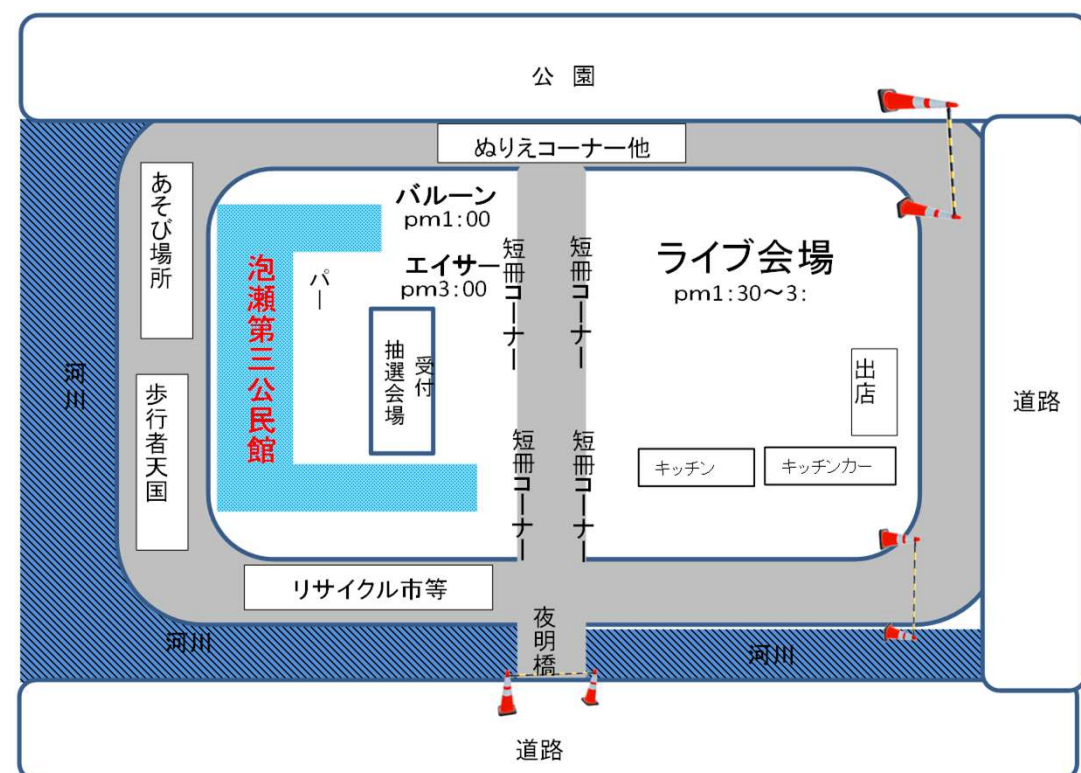 公 園
ぬりえコーナー他
あそび場所
バルーン
pm1:00
エイサー
pm3:00
パー
泡瀬第三公民館
受付
抽選会場
短冊コーナー
短冊コーナー
ライブ会場
pm1:30～3:
出店
道路
河川
歩行者天国
短冊コーナー
短冊コーナー
キッチン
キッチンカー
リサイクル市等
夜明橋
河川
河川
道路